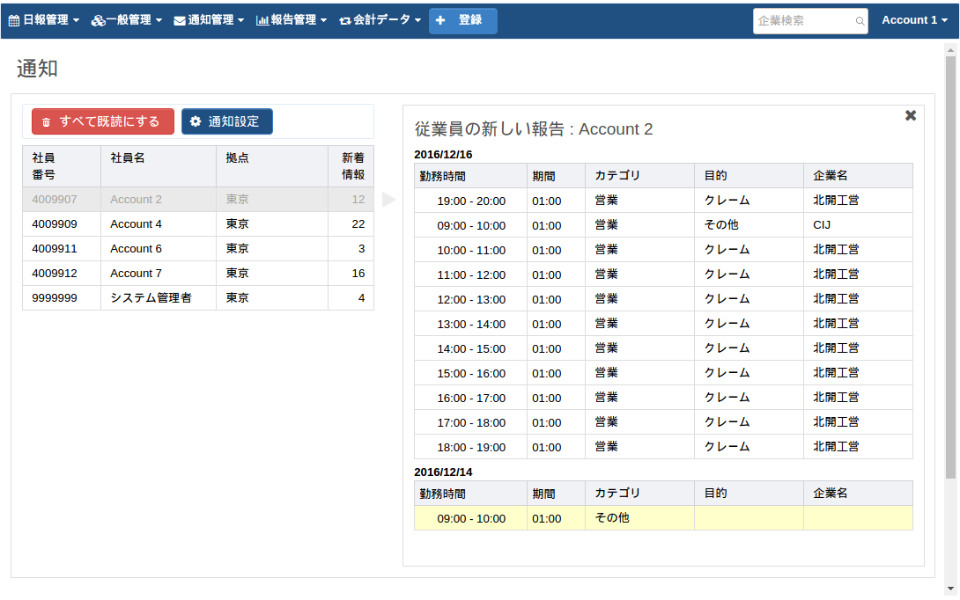 日報管理 一般管理 通知管理 報告管理 会計データ + 登録 企業検索 Account 1
通知
すべて既読にする 通知設定
社員番号 社員名 拠点 新着情報
4009907 Account 2 東京 12
4009909 Account 4 東京 22
4009911 Account 6 東京 3
4009912 Account 7 東京 16
9999999 システム管理者 東京 4
従業員の新しい報告 : Account 2
2016/12/16
勤務時間 期間 カテゴリ 目的 企業名
19:00 - 20:00 01:00 営業 クレーム 北開工営
09:00 - 10:00 01:00 営業 その他 CIJ
10:00 - 11:00 01:00 営業 クレーム 北開工営
11:00 - 12:00 01:00 営業 クレーム 北開工営
12:00 - 13:00 01:00 営業 クレーム 北開工営
13:00 - 14:00 01:00 営業 クレーム 北開工営
14:00 - 15:00 01:00 営業 クレーム 北開工営
15:00 - 16:00 01:00 営業 クレーム 北開工営
16:00 - 17:00 01:00 営業 クレーム 北開工営
17:00 - 18:00 01:00 営業 クレーム 北開工営
18:00 - 19:00 01:00 営業 クレーム 北開工営
2016/12/14
勤務時間 期間 カテゴリ 目的 企業名
09:00 - 10:00 01:00 その他